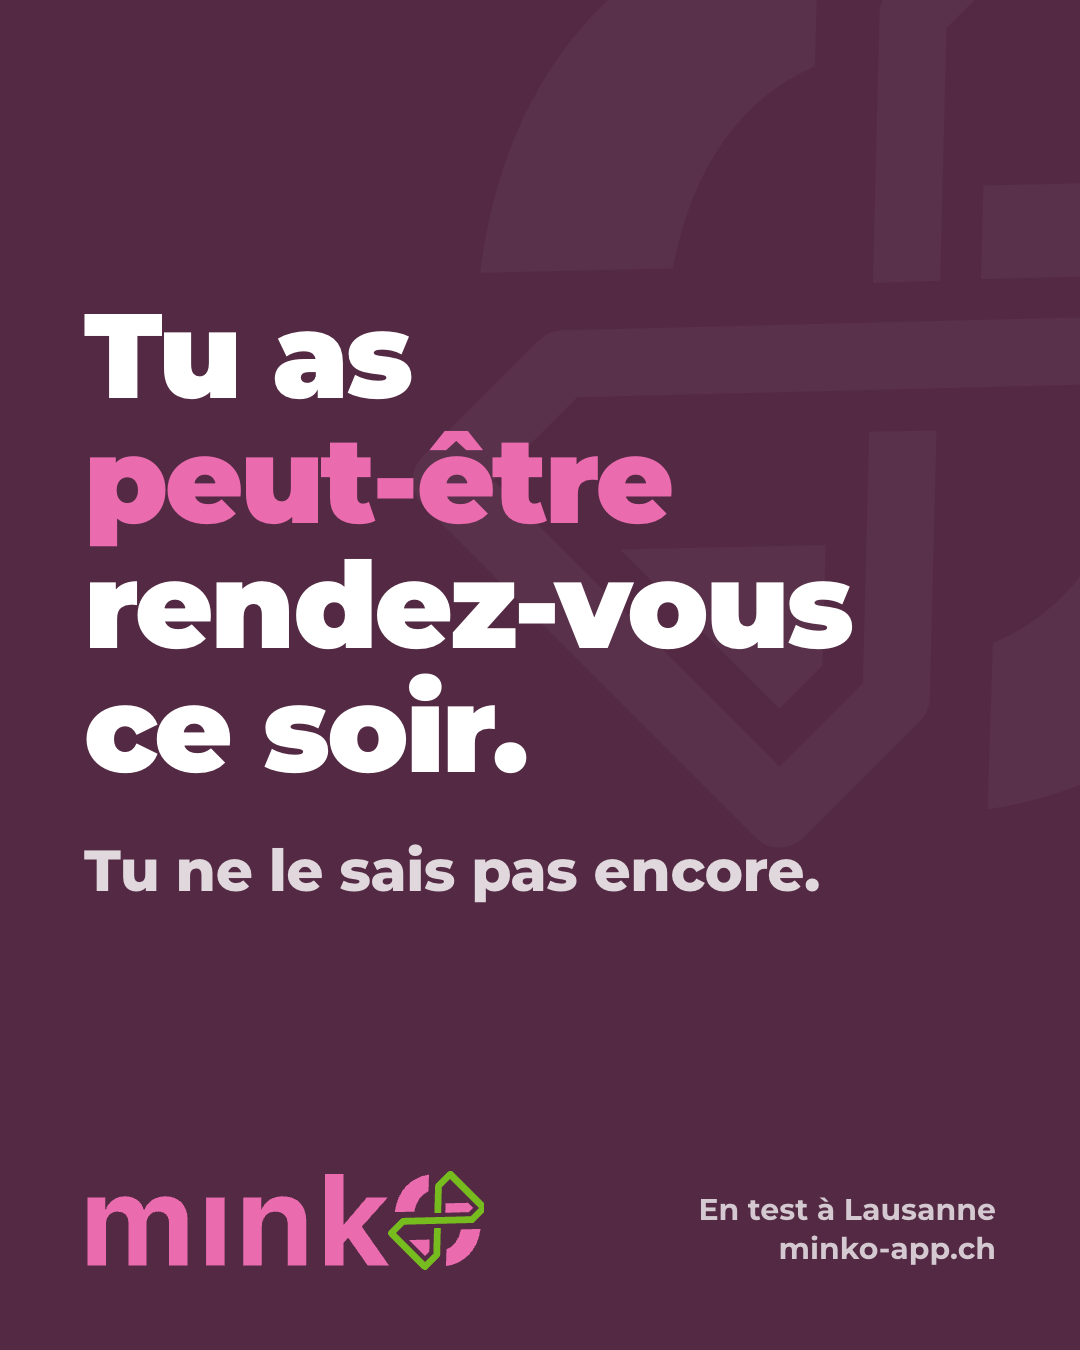 Tu as
peut-être
rendez-vous
ce soir.
Tu ne le sais pas encore.
minko
En test à Lausanne
minko-app.ch